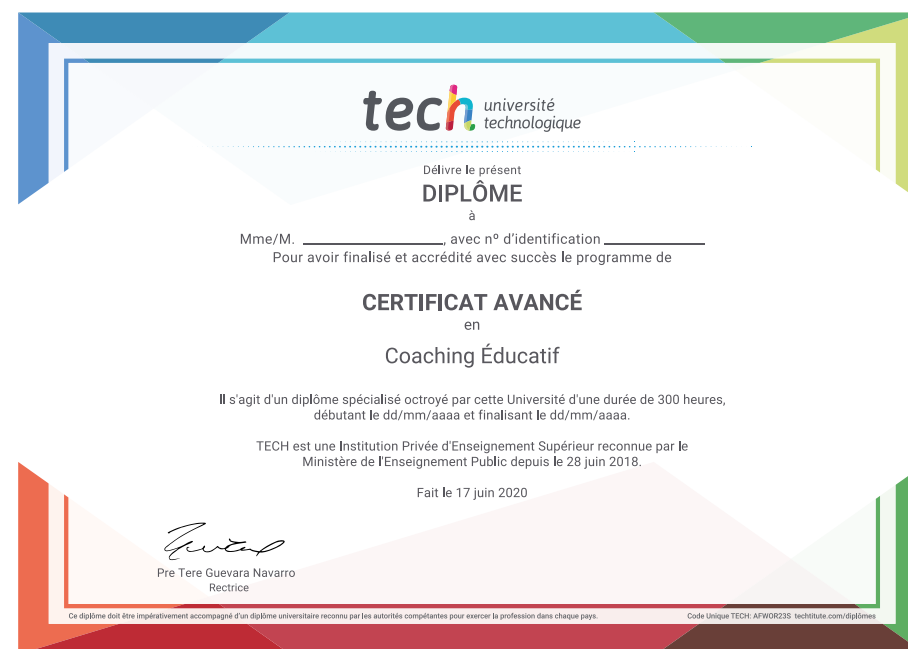 tech université
technologique
Délivre le présent
DIPLÔME
à
Mme/M. ____________________, avec nº d'identification ______________
Pour avoir finalisé et accrédité avec succès le programme de
CERTIFICAT AVANCÉ
en
Coaching Éducatif
Il s'agit d'un diplôme spécialisé octroyé par cette Université d'une durée de 300 heures,
débutant le dd/mm/aaaa et finalisant le dd/mm/aaaa.
TECH est une Institution Privée d'Enseignement Supérieur reconnue par le
Ministère de l'Enseignement Public depuis le 28 juin 2018.
Fait le 17 juin 2020
Pre Tere Guevara Navarro
Rectrice
Ce diplôme doit être impérativement accompagné d'un diplôme universitaire reconnu par les autorités compétentes pour exercer la profession dans chaque pays.
Code Unique TECH: AFWOR23S techtitute.com/diplômes